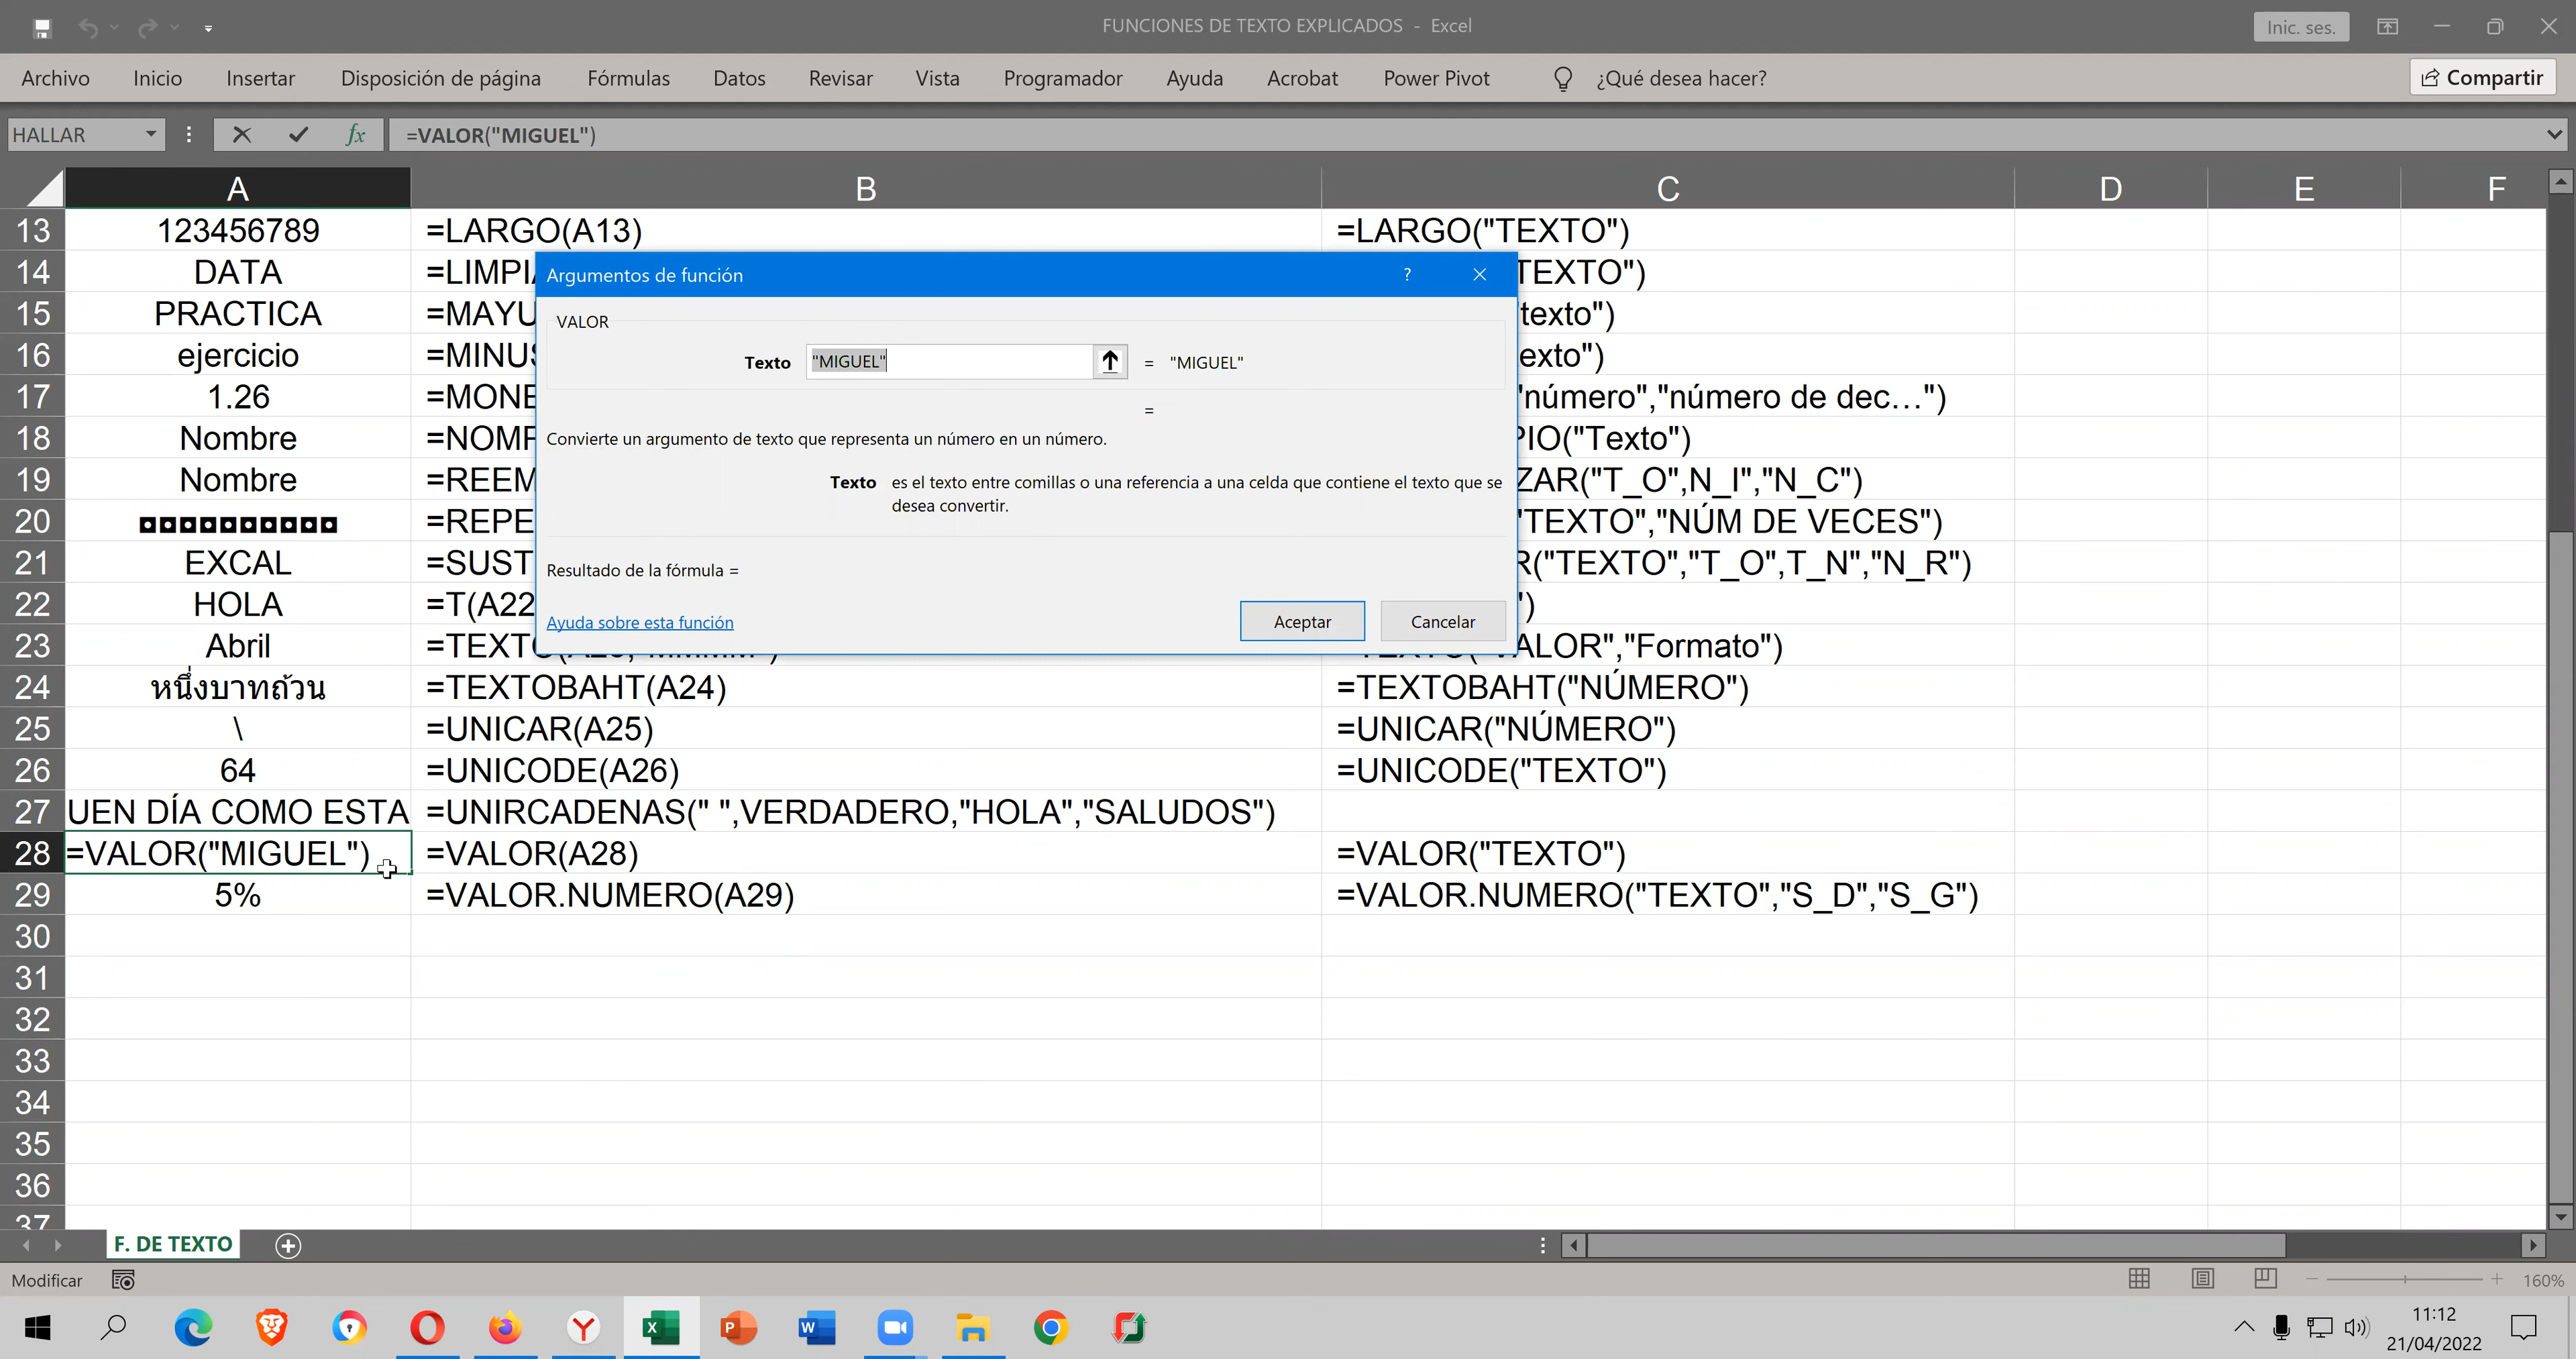 FUNCIONES DE TEXTO EXPLICADOS - Excel
Inic. ses.
Archivo Inicio Insertar Disposición de página Fórmulas Datos Revisar Vista Programador Ayuda Acrobat Power Pivot ¿Qué desea hacer? Compartir
HALLAR fx =VALOR("MIGUEL")
A B C D E F
13 123456789 =LARGO(A13) =LARGO("TEXTO")
14 DATA =LIMPIA TEXTO")
15 PRACTICA =MAYU texto")
16 ejercicio =MINUS exto")
17 1.26 =MONE "número","número de dec…")
18 Nombre =NOMP PIO("Texto")
19 Nombre =REEM ZAR("T_O",N_I","N_C")
20 ◘◘◘◘◘◘◘◘◘◘ =REPE "TEXTO","NÚM DE VECES")
21 EXCAL =SUST R("TEXTO","T_O",T_N","N_R")
22 HOLA =T(A22 ")
23 Abril =TEXTO(A23,"MMMM") =TEXTO("VALOR","Formato")
24 หนึ่งบาทถ้วน =TEXTOBAHT(A24) =TEXTOBAHT("NÚMERO")
25 \ =UNICAR(A25) =UNICAR("NÚMERO")
26 64 =UNICODE(A26) =UNICODE("TEXTO")
27 UEN DÍA COMO ESTA =UNIRCADENAS(" ",VERDADERO,"HOLA","SALUDOS")
28 =VALOR("MIGUEL") =VALOR(A28) =VALOR("TEXTO")
29 5% =VALOR.NUMERO(A29) =VALOR.NUMERO("TEXTO","S_D","S_G")
30
31
32
33
34
35
36
37
Argumentos de función ?
VALOR
Texto "MIGUEL" = "MIGUEL"
=
Convierte un argumento de texto que representa un número en un número.
Texto es el texto entre comillas o una referencia a una celda que contiene el texto que se
desea convertir.
Resultado de la fórmula =
Ayuda sobre esta función Aceptar Cancelar
F. DE TEXTO
Modificar 160%
11:12
21/04/2022